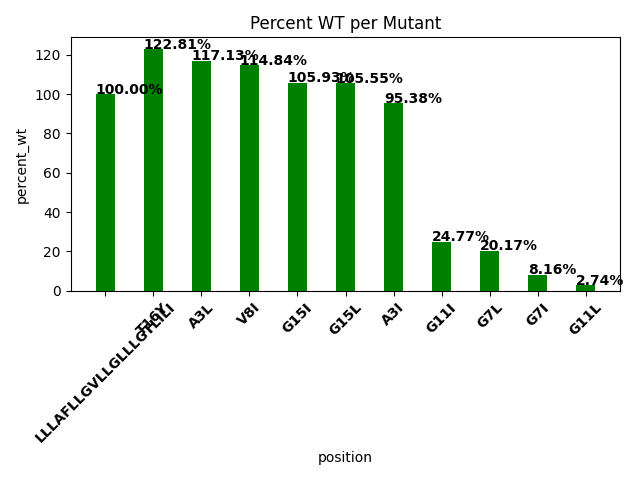 Percent WT per Mutant
percent_wt
120
100
80
60
40
20
0
100.00%
122.81%
117.13%
114.84%
105.93%
105.55%
95.38%
24.77%
20.17%
8.16%
2.74%
LLLAFLLGVLLGLLLGTLILI
T16Y
A3L
V8I
G15I
G15L
A3I
G11I
G7L
G7I
G11L
position